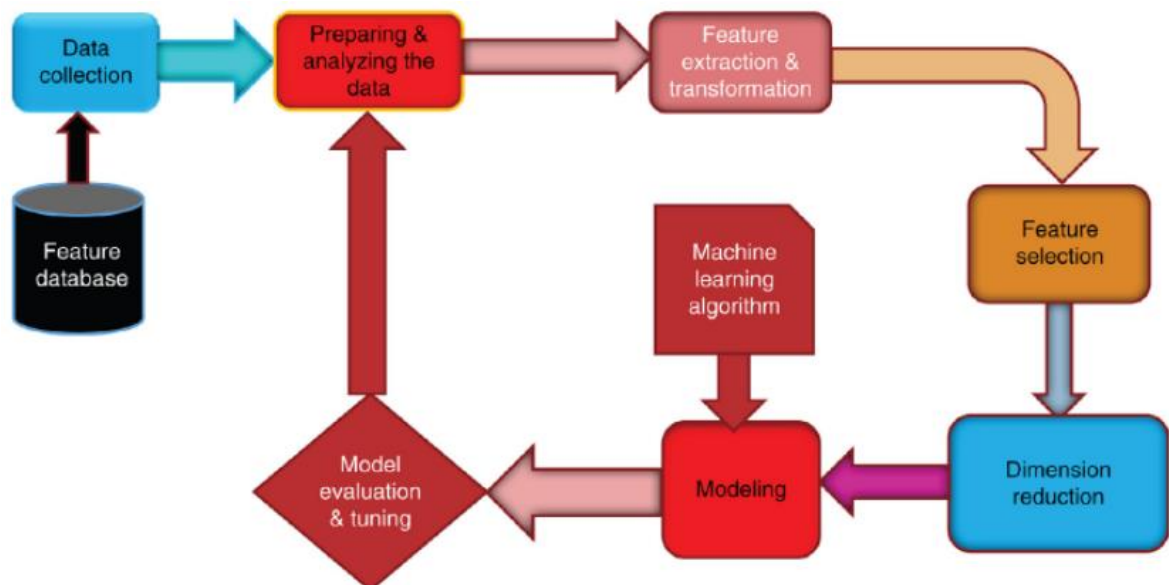 Data
collection
Preparing &
analyzing the
data
Feature
extraction &
transformation
Feature
database
Machine
learning
algorithm
Feature
selection
Model
evaluation
& tuning
Modeling
Dimension
reduction